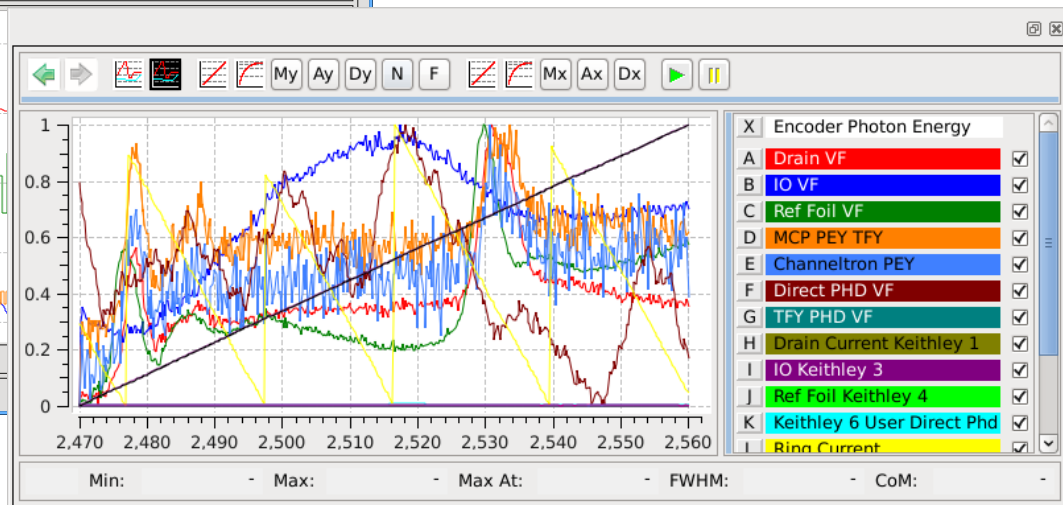 My Ay Dy N F Mx Ax Dx
1
0.8
0.6
0.4
0.2
0
2,470 2,480 2,490 2,500 2,510 2,520 2,530 2,540 2,550 2,560
X Encoder Photon Energy
A Drain VF
B IO VF
C Ref Foil VF
D MCP PEY TFY
E Channeltron PEY
F Direct PHD VF
G TFY PHD VF
H Drain Current Keithley 1
I IO Keithley 3
J Ref Foil Keithley 4
K Keithley 6 User Direct Phd
L Ring Current
Min: - Max: - Max At: - FWHM: - CoM: -